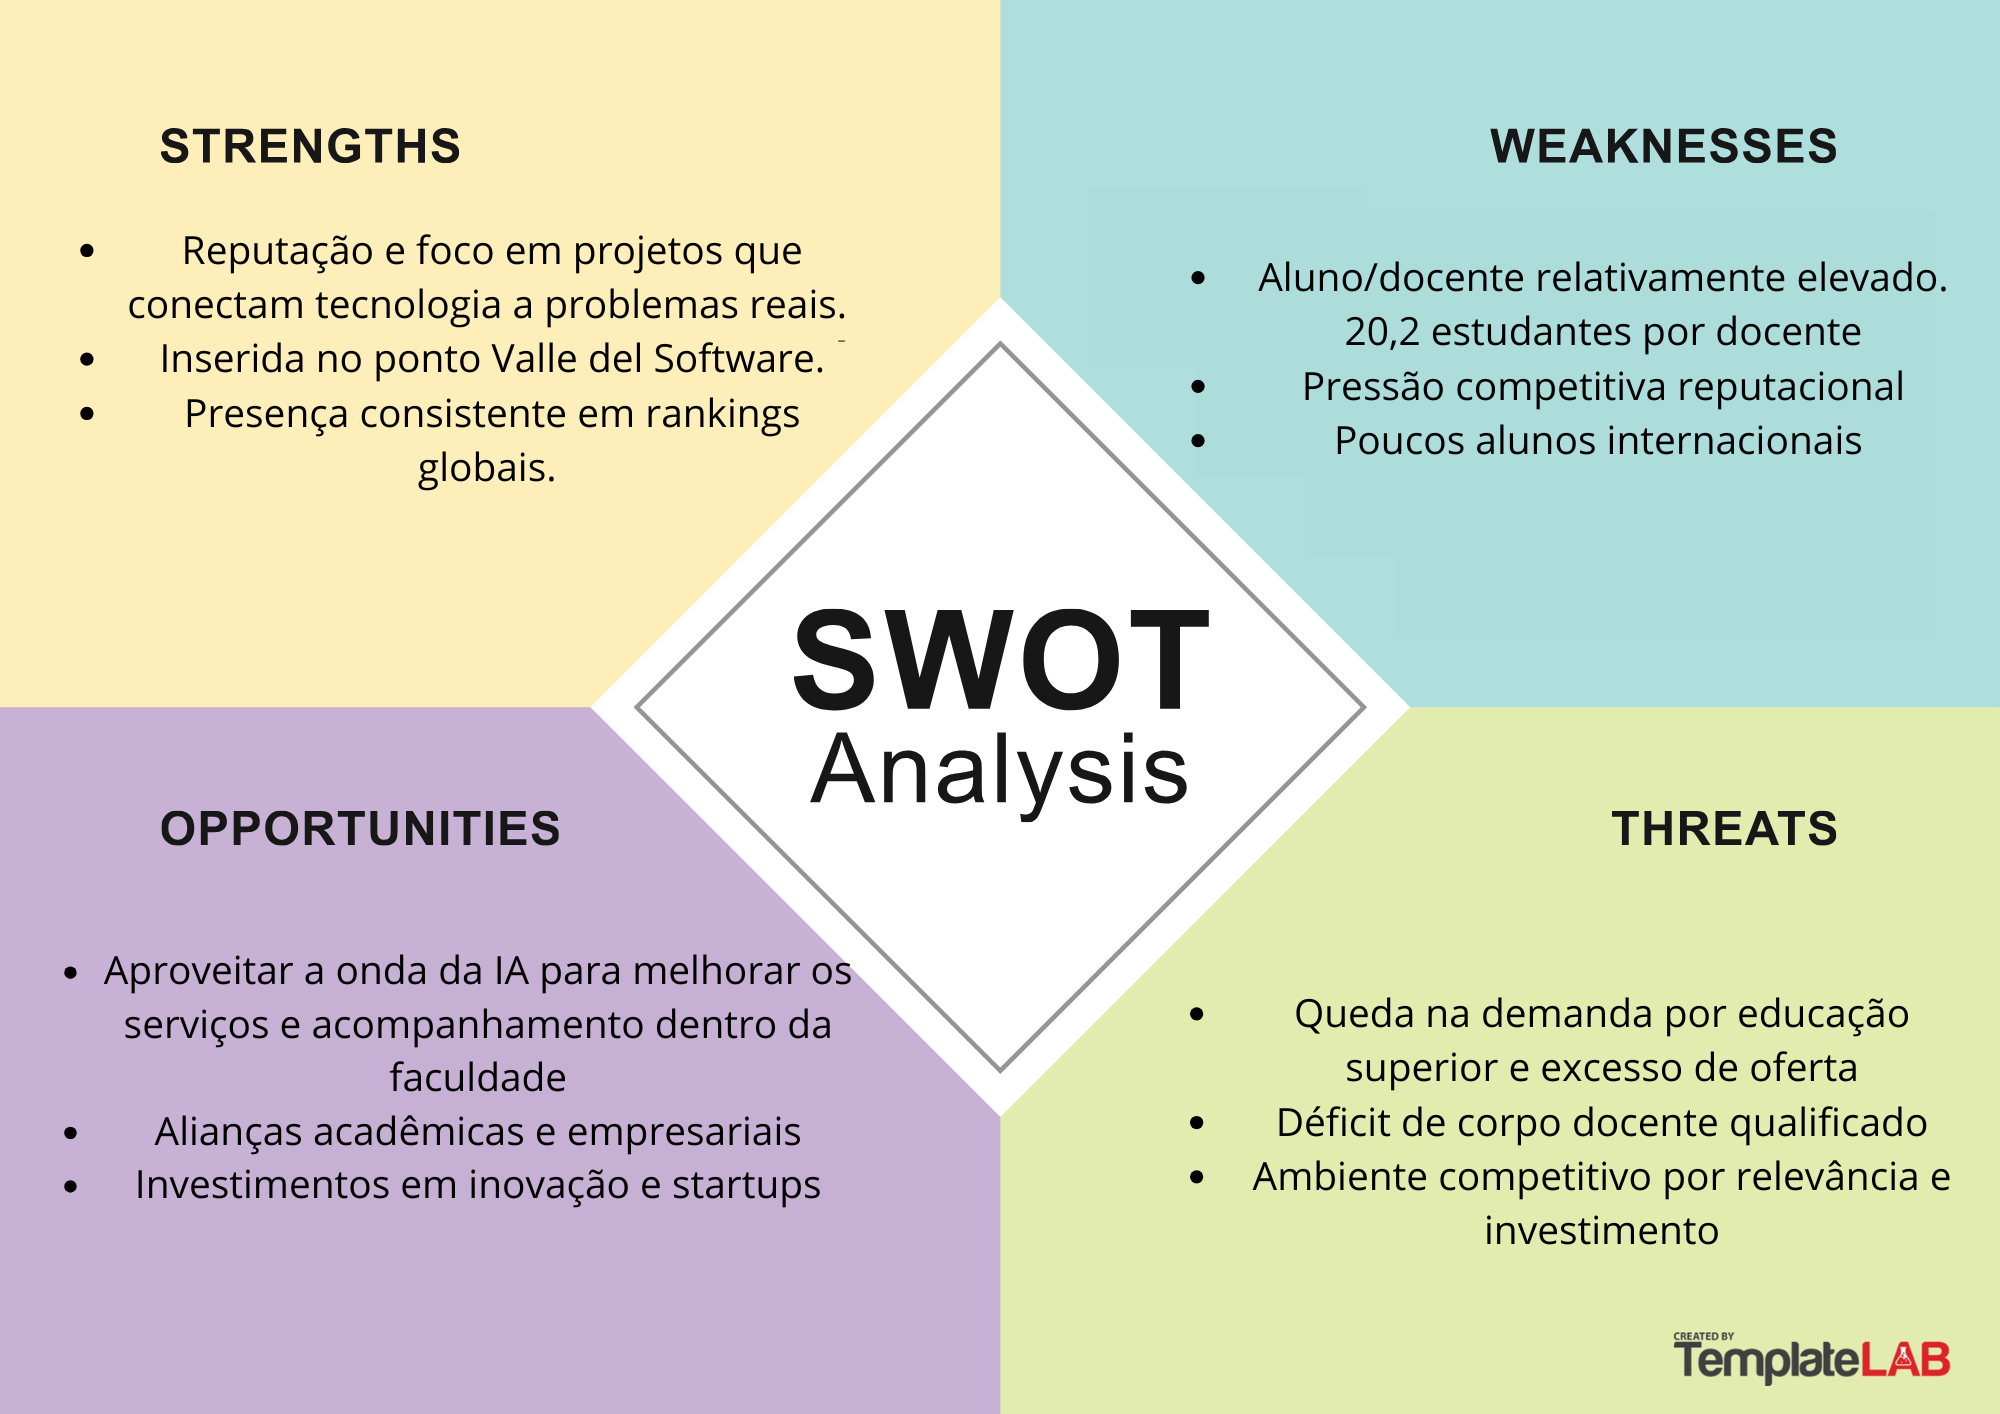 STRENGTHS
• Reputação e foco em projetos que
conectam tecnologia a problemas reais.
• Inserida no ponto Valle del Software.
• Presença consistente em rankings
globais.
WEAKNESSES
• Aluno/docente relativamente elevado.
20,2 estudantes por docente
• Pressão competitiva reputacional
• Poucos alunos internacionais
SWOT
Analysis
OPPORTUNITIES
• Aproveitar a onda da IA para melhorar os
serviços e acompanhamento dentro da
faculdade
• Alianças acadêmicas e empresariais
• Investimentos em inovação e startups
THREATS
• Queda na demanda por educação
superior e excesso de oferta
• Déficit de corpo docente qualificado
• Ambiente competitivo por relevância e
investimento
CREATED BY
TemplateLAB